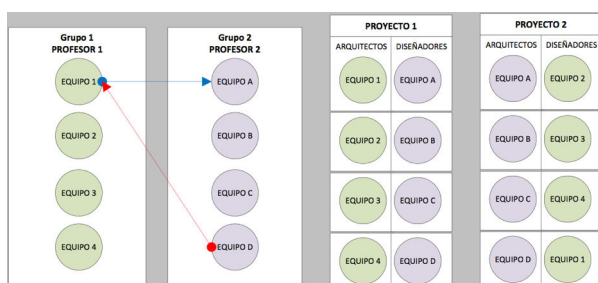 Grupo 1
PROFESOR 1
EQUIPO 1
EQUIPO 2
EQUIPO 3
EQUIPO 4
Grupo 2
PROFESOR 2
EQUIPO A
EQUIPO B
EQUIPO C
EQUIPO D
PROYECTO 1
ARQUITECTOS DISEÑADORES
EQUIPO 1 EQUIPO A
EQUIPO 2 EQUIPO B
EQUIPO 3 EQUIPO C
EQUIPO 4 EQUIPO D
PROYECTO 2
ARQUITECTOS DISEÑADORES
EQUIPO A EQUIPO 2
EQUIPO B EQUIPO 3
EQUIPO C EQUIPO 4
EQUIPO D EQUIPO 1